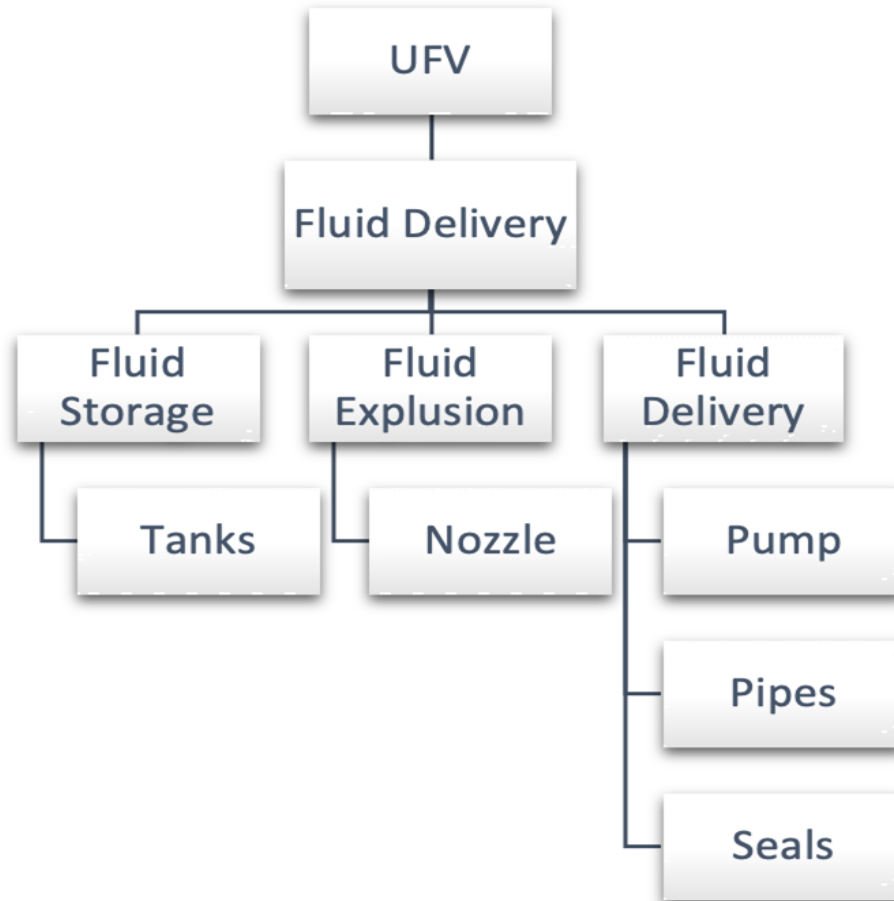 UFV
Fluid Delivery
Fluid
Storage
Fluid
Explusion
Fluid
Delivery
Tanks
Nozzle
Pump
Pipes
Seals